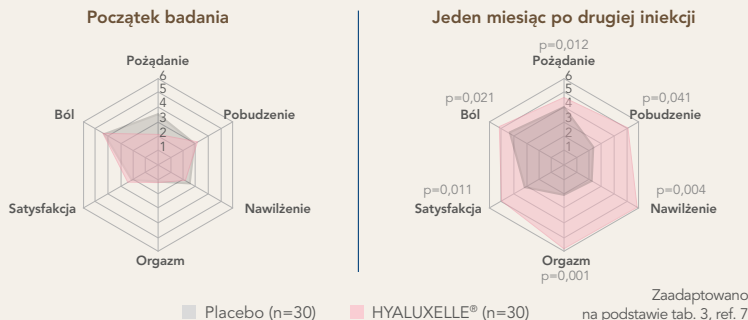 Początek badania
Pożądanie
6
5
4
3
2
1
Ból
Pobudzenie
Satysfakcja
Nawilżenie
Orgazm
Jeden miesiąc po drugiej iniekcji
p=0,012
Pożądanie
6
5
4
3
2
1
p=0,021
Ból
p=0,041
Pobudzenie
p=0,011
Satysfakcja
p=0,004
Nawilżenie
Orgazm
p=0,001
Placebo (n=30)
HYALUXELLE® (n=30)
Zaadaptowano
na podstawie tab. 3, ref. 7